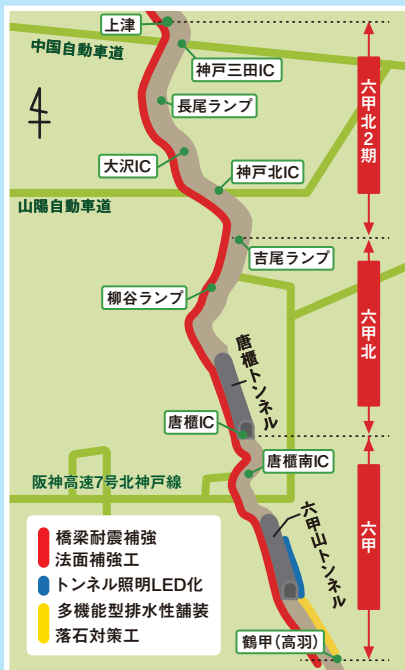 上津
中国自動車道
神戸三田IC
長尾ランプ
大沢IC
神戸北IC
山陽自動車道
六甲北2期
吉尾ランプ
柳谷ランプ
六甲北
唐櫃トンネル
唐櫃IC
唐櫃南IC
阪神高速7号北神戸線
六甲山トンネル
六甲
橋梁耐震補強
法面補強工
トンネル照明LED化
多機能型排水性舗装
落石対策工
鶴甲(高羽)